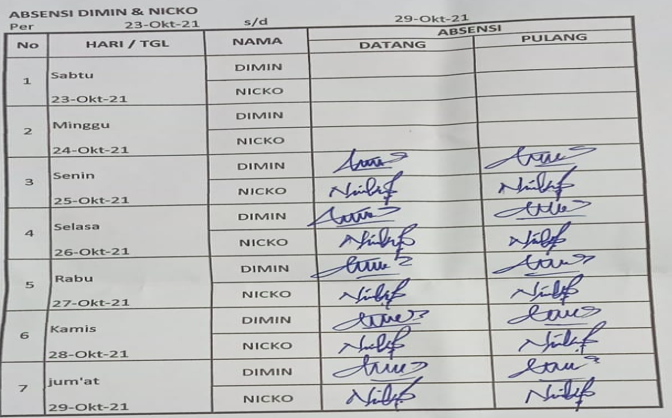 ABSENSI DIMIN & NICKO
Per 23-Okt-21 s/d 29-Okt-21
No HARI / TGL NAMA ABSENSI
DATANG PULANG
1 Sabtu DIMIN
23-Okt-21 NICKO
2 Minggu DIMIN
24-Okt-21 NICKO
3 Senin DIMIN
25-Okt-21 NICKO
4 Selasa DIMIN
26-Okt-21 NICKO
5 Rabu DIMIN
27-Okt-21 NICKO
6 Kamis DIMIN
28-Okt-21 NICKO
7 jum'at DIMIN
29-Okt-21 NICKO